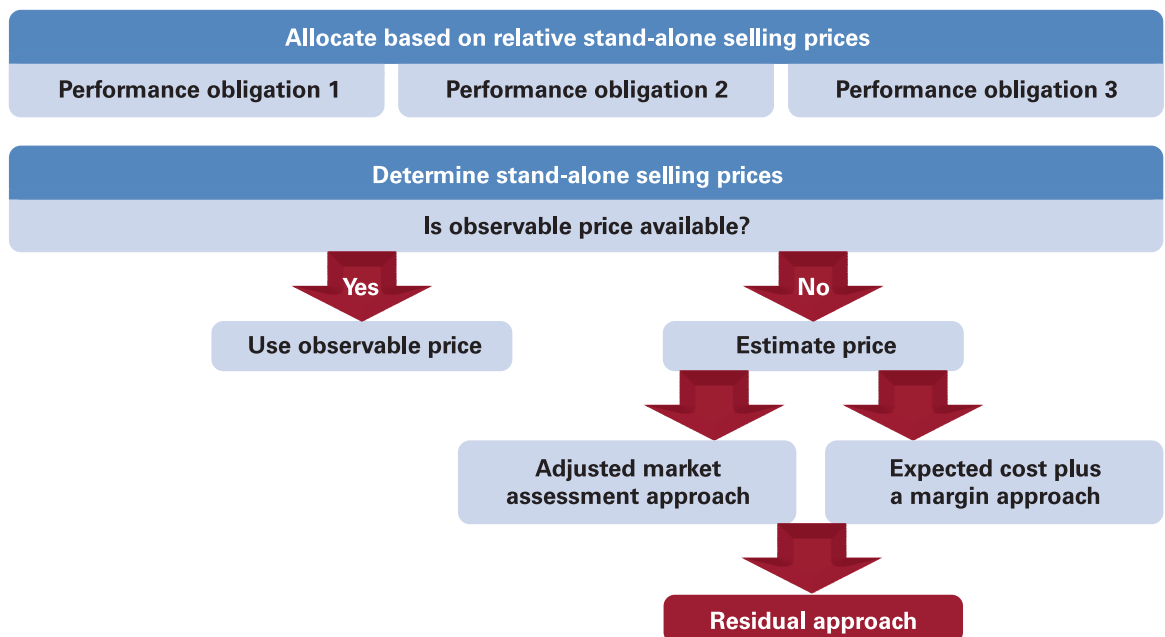 Allocate based on relative stand-alone selling prices
Performance obligation 1
Performance obligation 2
Performance obligation 3
Determine stand-alone selling prices
Is observable price available?
Yes
No
Use observable price
Estimate price
Adjusted market
assessment approach
Expected cost plus
a margin approach
Residual approach